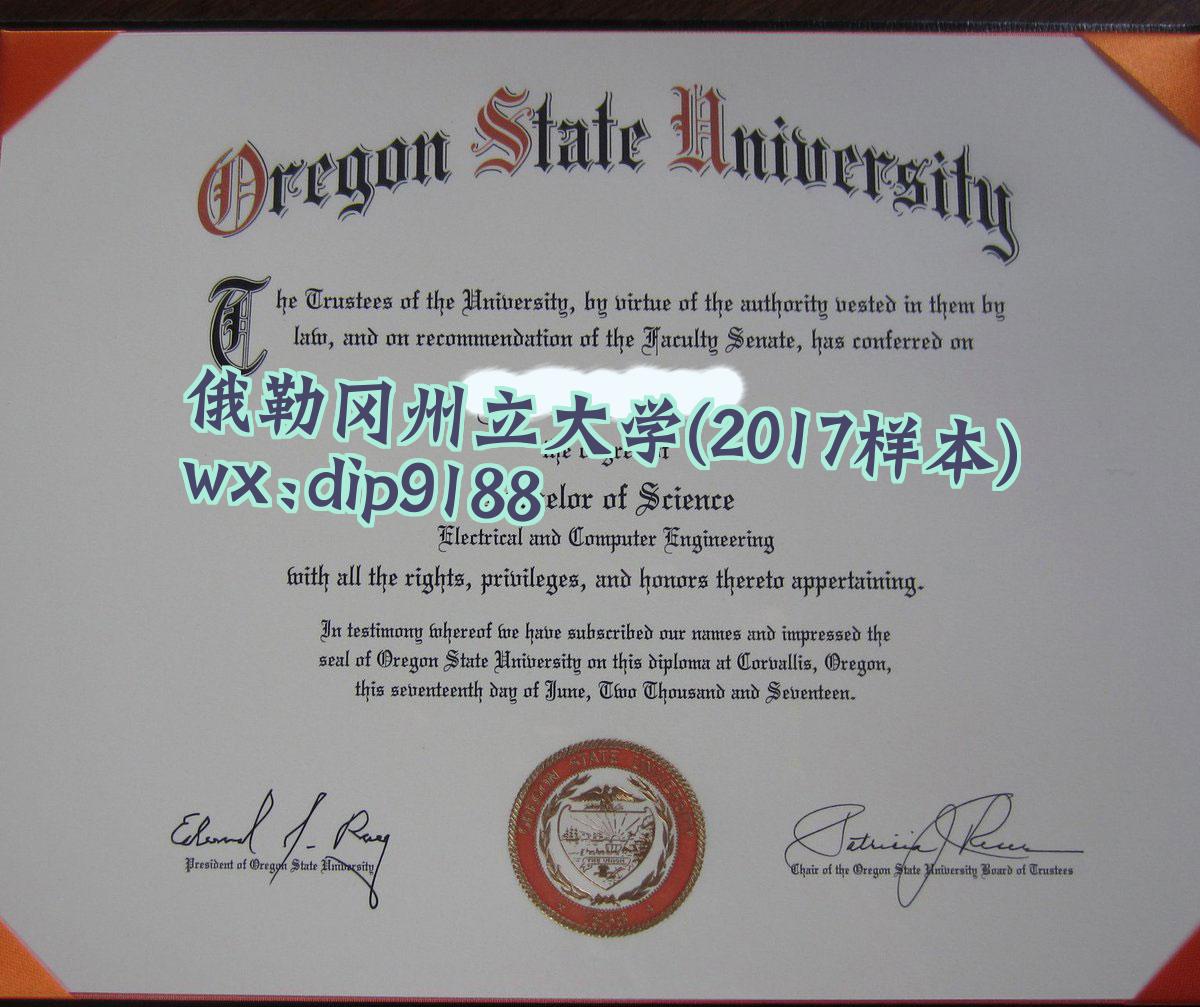 Oregon State University
The Trustees of the University, by virtue of the authority vested in them by
law, and on recommendation of the Faculty Senate, has conferred on
俄勒冈州立大学(2017样本)
wx:dip9188
of Science
Electrical and Computer Engineering
with all the rights, privileges, and honors thereto appertaining.
In testimony whereof we have subscribed our names and impressed the
seal of Oregon State University on this diploma at Corvallis, Oregon,
this seventeenth day of June, Two Thousand and Seventeen.
OREGON STATE UNIVERSITY
THE UNION
President of Oregon State University
Chair of the Oregon State University Board of Trustees